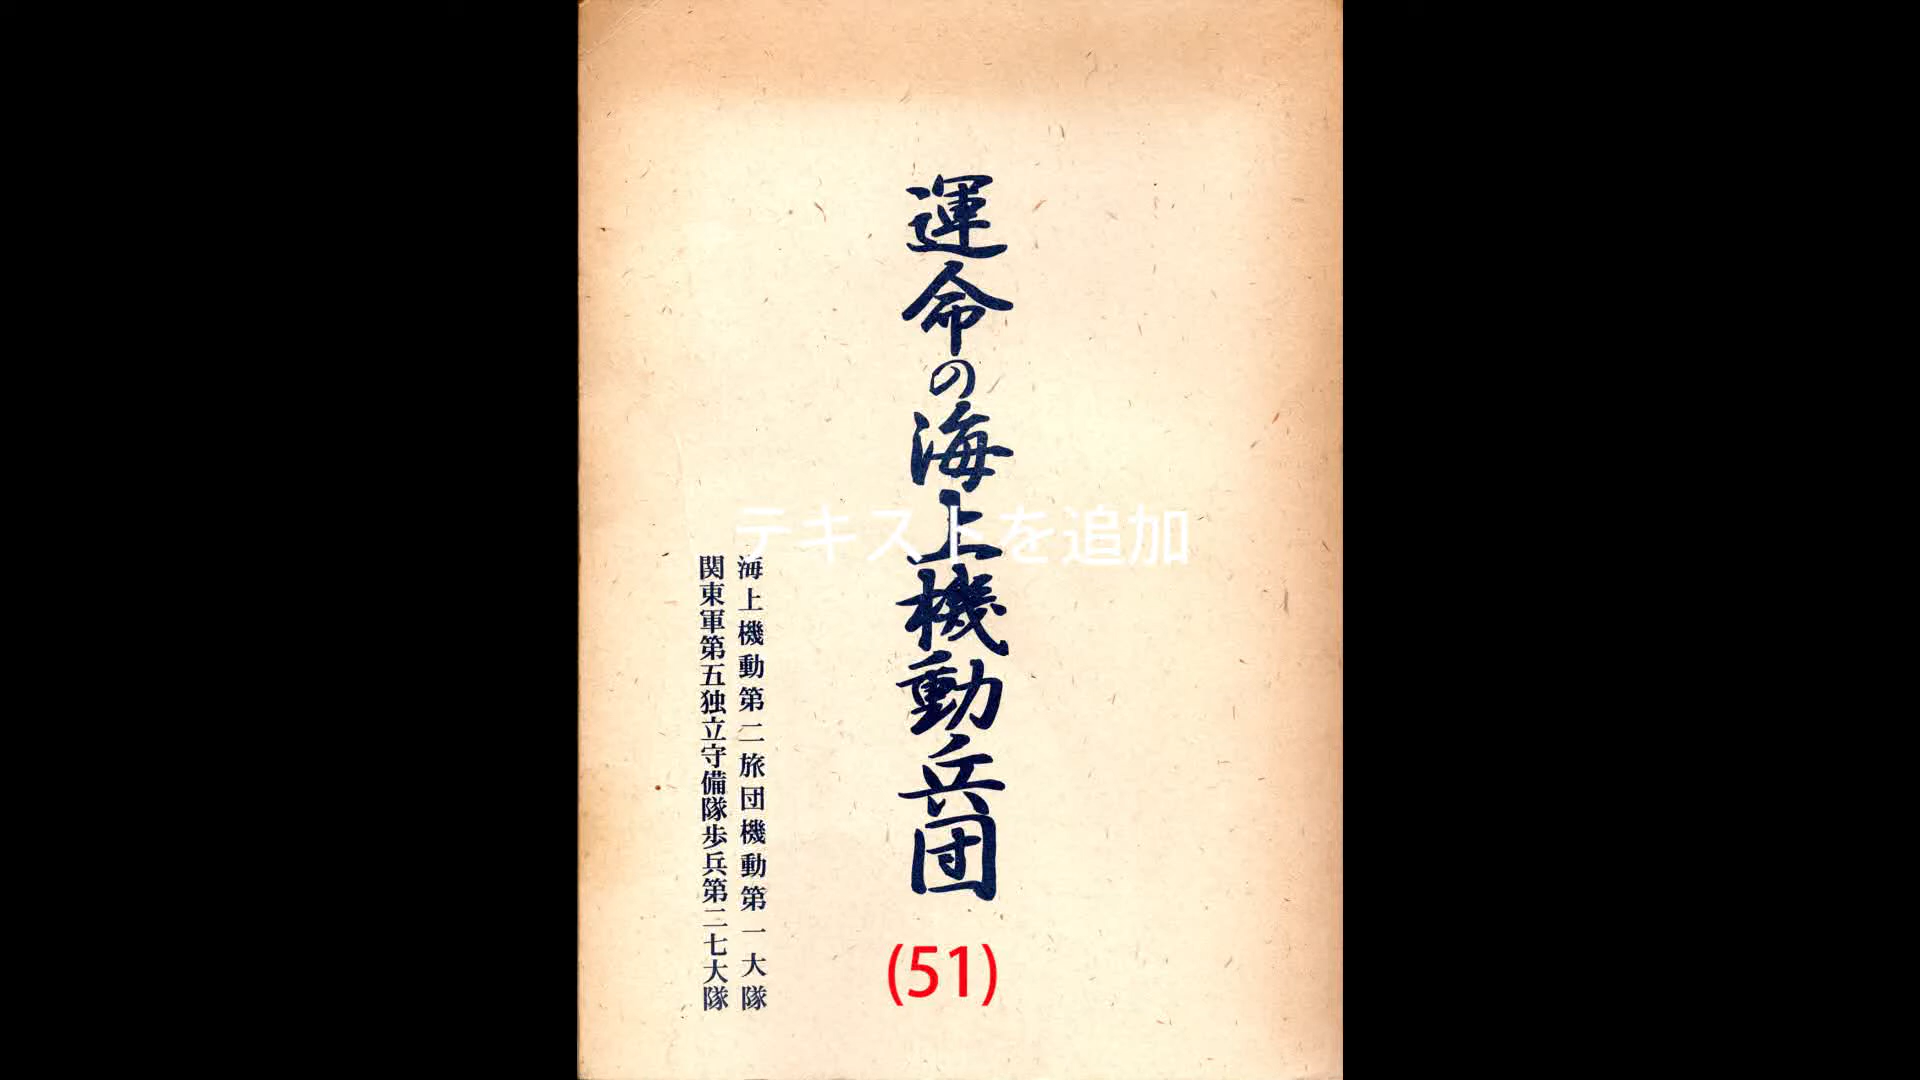 運命の海上機動兵団
テキストを追加
海上機動第二旅団機動第一大隊
関東軍第五独立守備隊歩兵第二七大隊
(51)